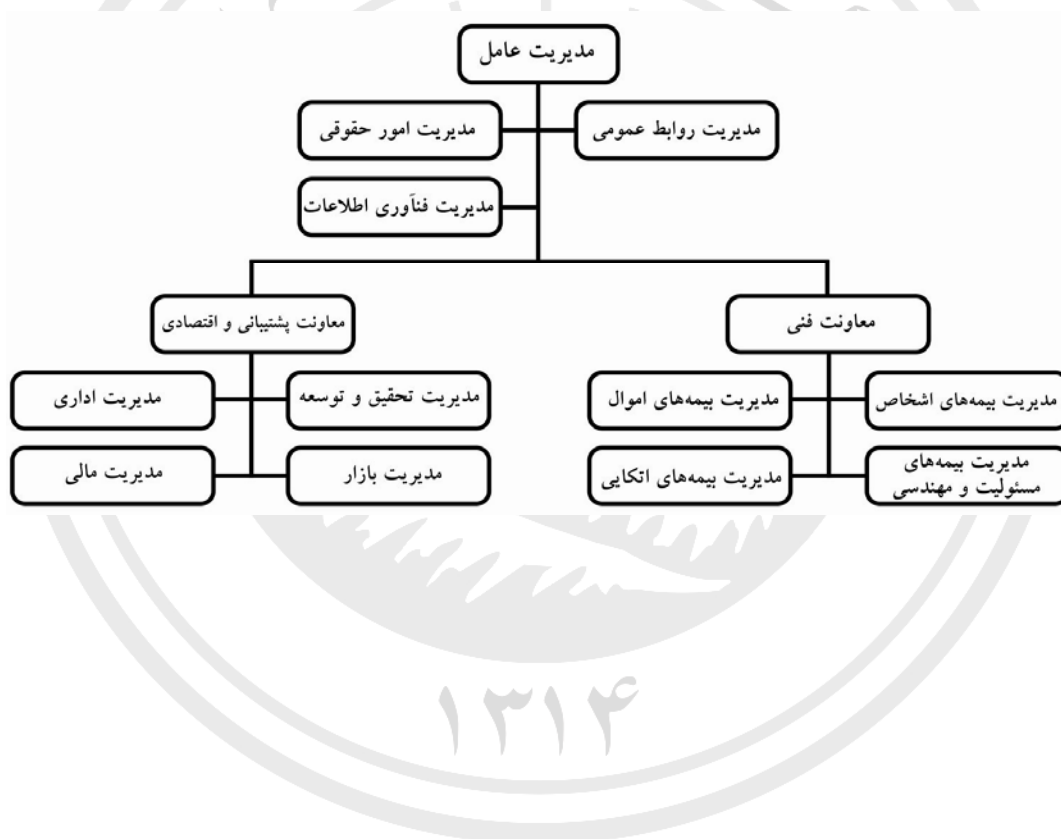 مدیریت عامل
مدیریت روابط عمومی
مدیریت امور حقوقی
مدیریت فنآوری اطلاعات
معاونت فنی
معاونت پشتیبانی و اقتصادی
مدیریت بیمه‌های اشخاص
مدیریت بیمه‌های اموال
مدیریت تحقیق و توسعه
مدیریت اداری
مدیریت بیمه‌های
مسئولیت و مهندسی
مدیریت بیمه‌های اتکایی
مدیریت بازار
مدیریت مالی
۱۳۱۴